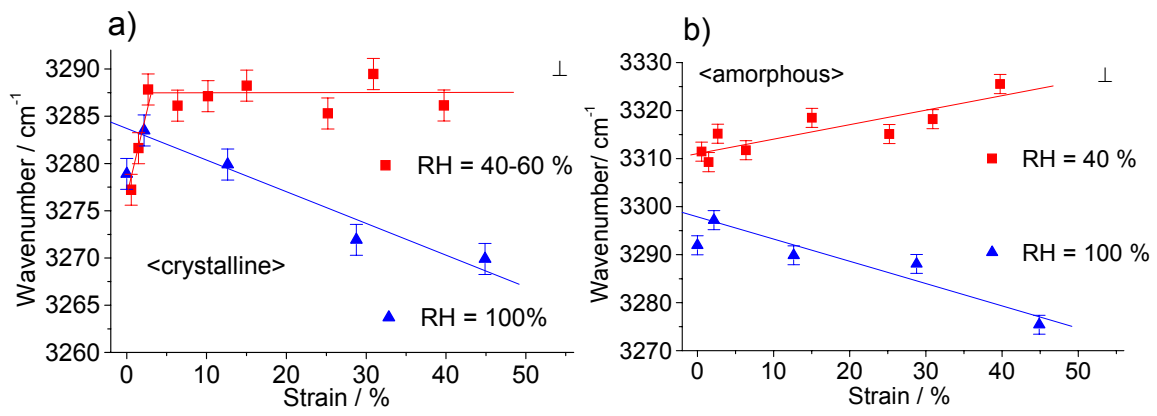 a)
Wavenumber / cm⁻¹
3290
3285
3280
3275
3270
3265
3260
⊥
RH = 40-60 %
<crystalline>
RH = 100%
0 10 20 30 40 50
Strain / %
b)
Wavenumber/ cm⁻¹
3330
3320
3310
3300
3290
3280
3270
<amorphous>
⊥
RH = 40 %
RH = 100 %
0 10 20 30 40 50
Strain / %